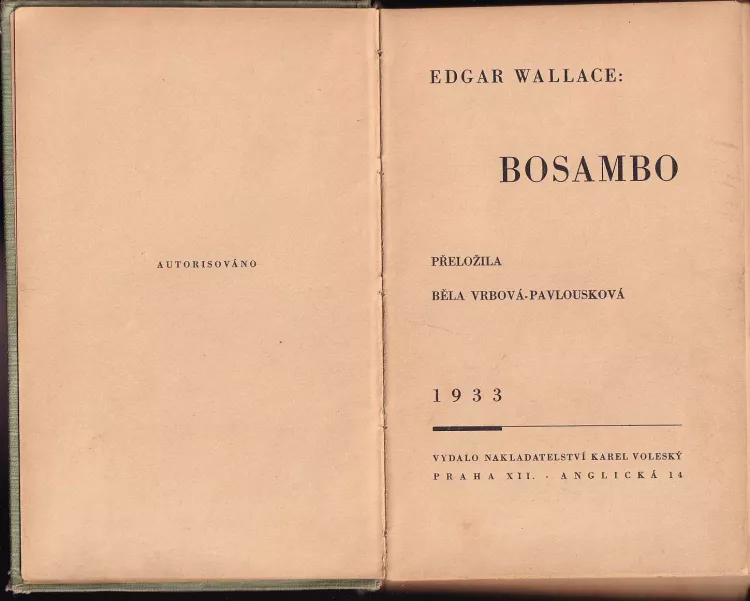 AUTORISOVÁNO
EDGAR WALLACE:
BOSAMBO
PŘELOŽILA
BĚLA VRBOVÁ-PAVLOUSKOVÁ
1933
VYDALO NAKLADATELSTVÍ KAREL VOLESKÝ
PRAHA XII. · ANGLICKÁ 14